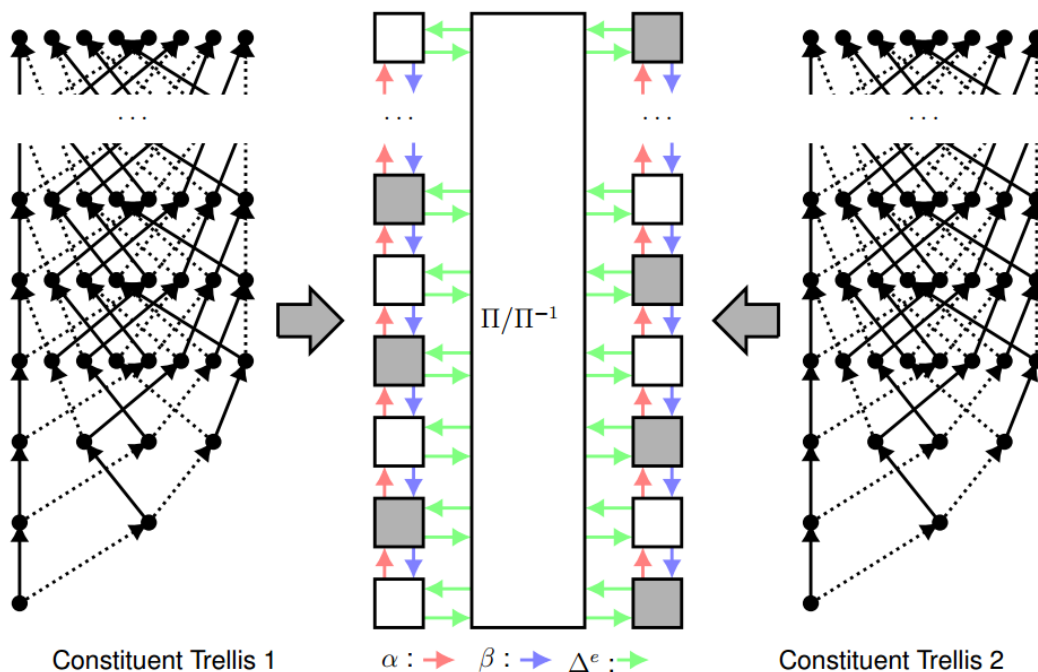 ... ... ... ...
Π/Π⁻¹
Constituent Trellis 1
α : β : Δᵉ :
Constituent Trellis 2